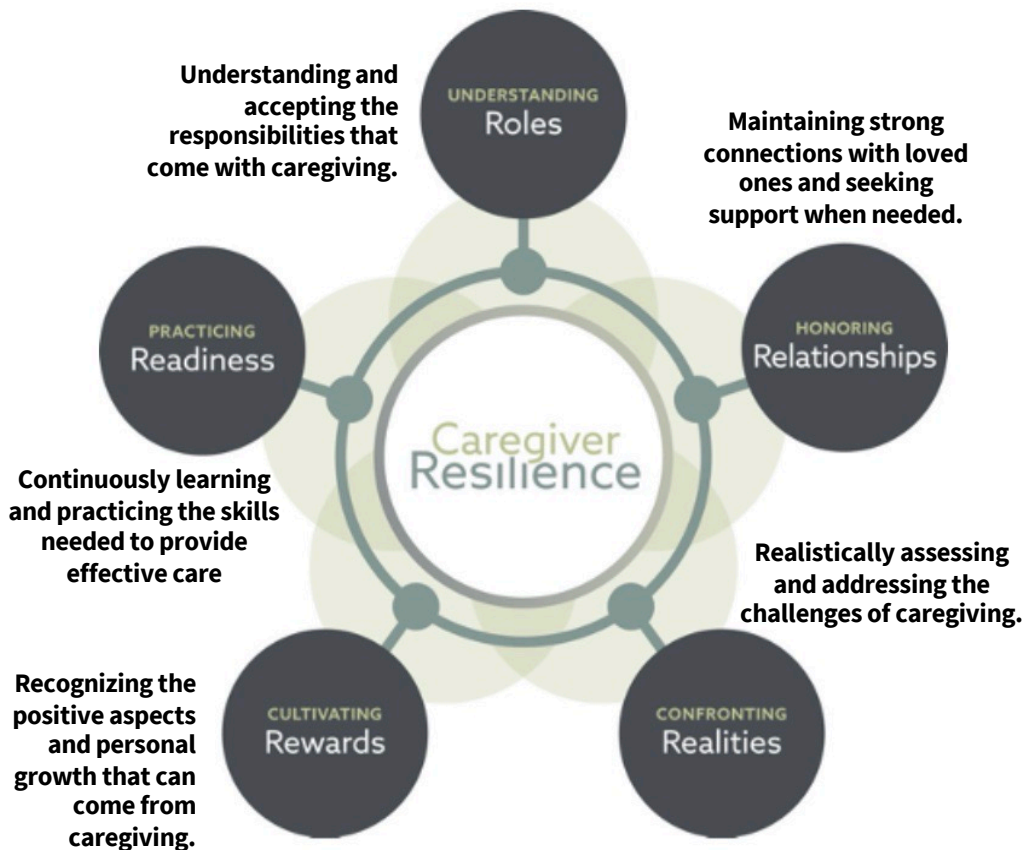 Understanding and
accepting the
responsibilities that
come with caregiving.
UNDERSTANDING
Roles
Maintaining strong
connections with loved
ones and seeking
support when needed.
HONORING
Relationships
PRACTICING
Readiness
Continuously learning
and practicing the skills
needed to provide
effective care
Caregiver
Resilience
Realistically assessing
and addressing the
challenges of caregiving.
CONFRONTING
Realities
CULTIVATING
Rewards
Recognizing the
positive aspects
and personal
growth that can
come from
caregiving.